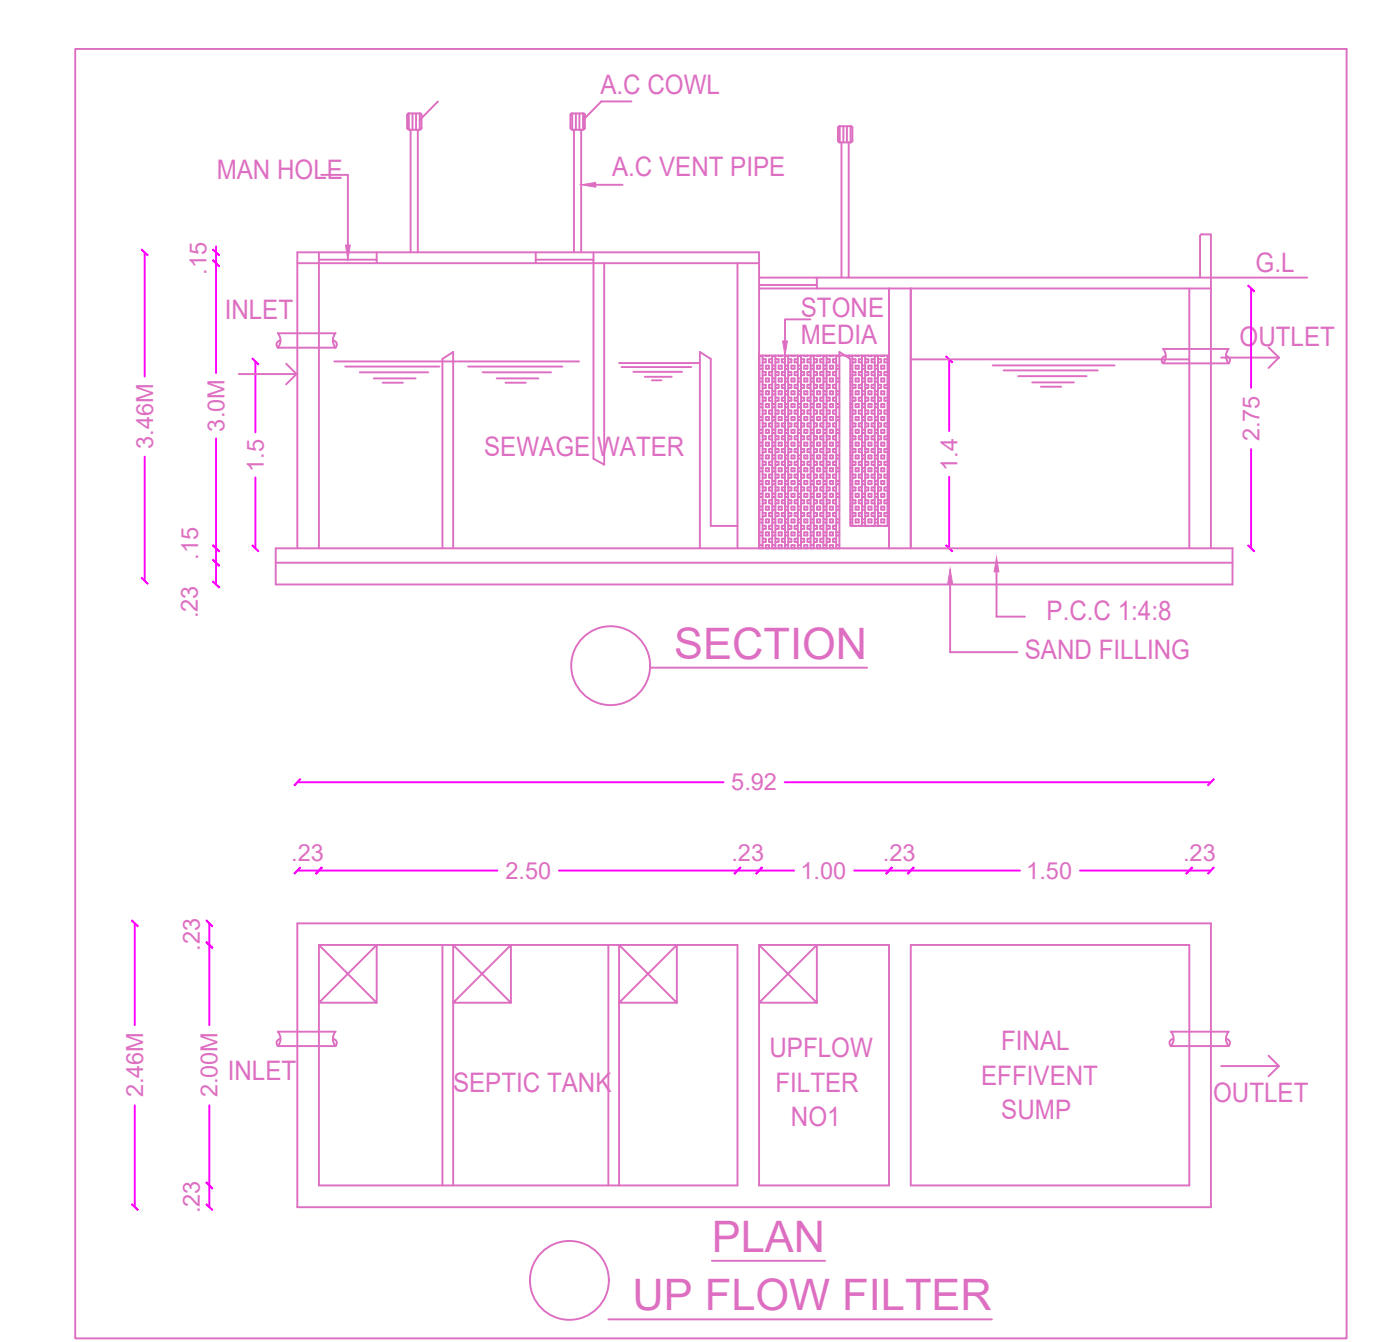 A.C COWL
MAN HOLE
A.C VENT PIPE
.15
G.L
INLET
STONE
MEDIA
OUTLET
3.46M
3.0M
1.5
SEWAGE WATER
1.4
2.75
.15
.23
P.C.C 1:4:8
SAND FILLING
SECTION
5.92
.23
2.50
.23
1.00
.23
1.50
.23
.23
2.46M
2.00M
INLET
SEPTIC TANK
UPFLOW
FILTER
NO1
FINAL
EFFIVENT
SUMP
OUTLET
.23
PLAN
UP FLOW FILTER